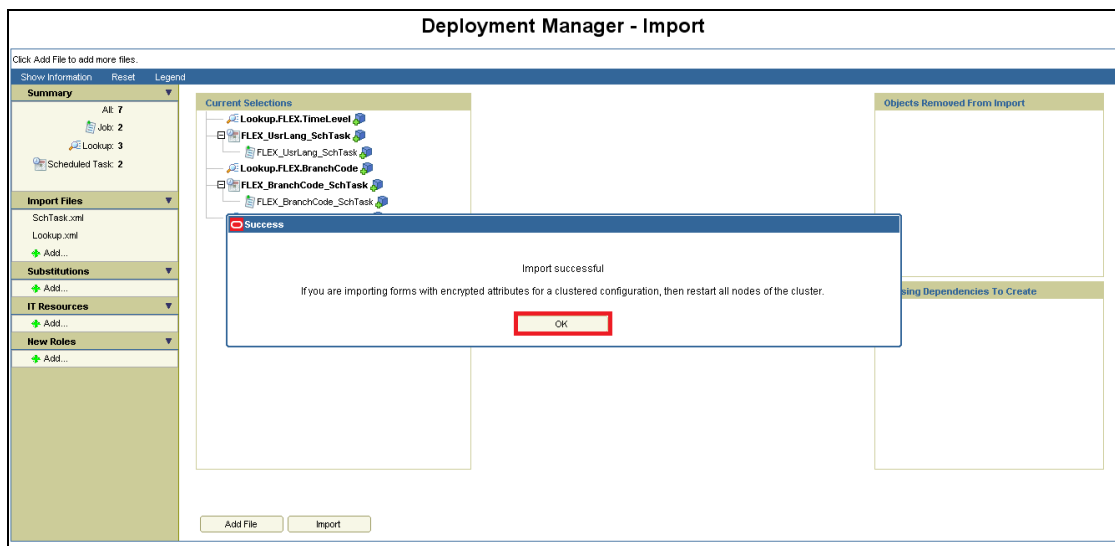 Deployment Manager - Import
Click Add File to add more files.
Show Information Reset Legend
Summary
All: 7
Job: 2
Lookup: 3
Scheduled Task: 2
Import Files
SchTask.xml
Lookup.xml
Add...
Substitutions
Add...
IT Resources
Add...
New Roles
Add...
Current Selections
Lookup.FLEX.TimeLevel
FLEX_UsrLang_SchTask
FLEX_UsrLang_SchTask
Lookup.FLEX.BranchCode
FLEX_BranchCode_SchTask
FLEX_BranchCode_SchTask
Objects Removed From Import
Success
Import successful
If you are importing forms with encrypted attributes for a clustered configuration, then restart all nodes of the cluster.
OK
Dependencies To Create
Add File Import